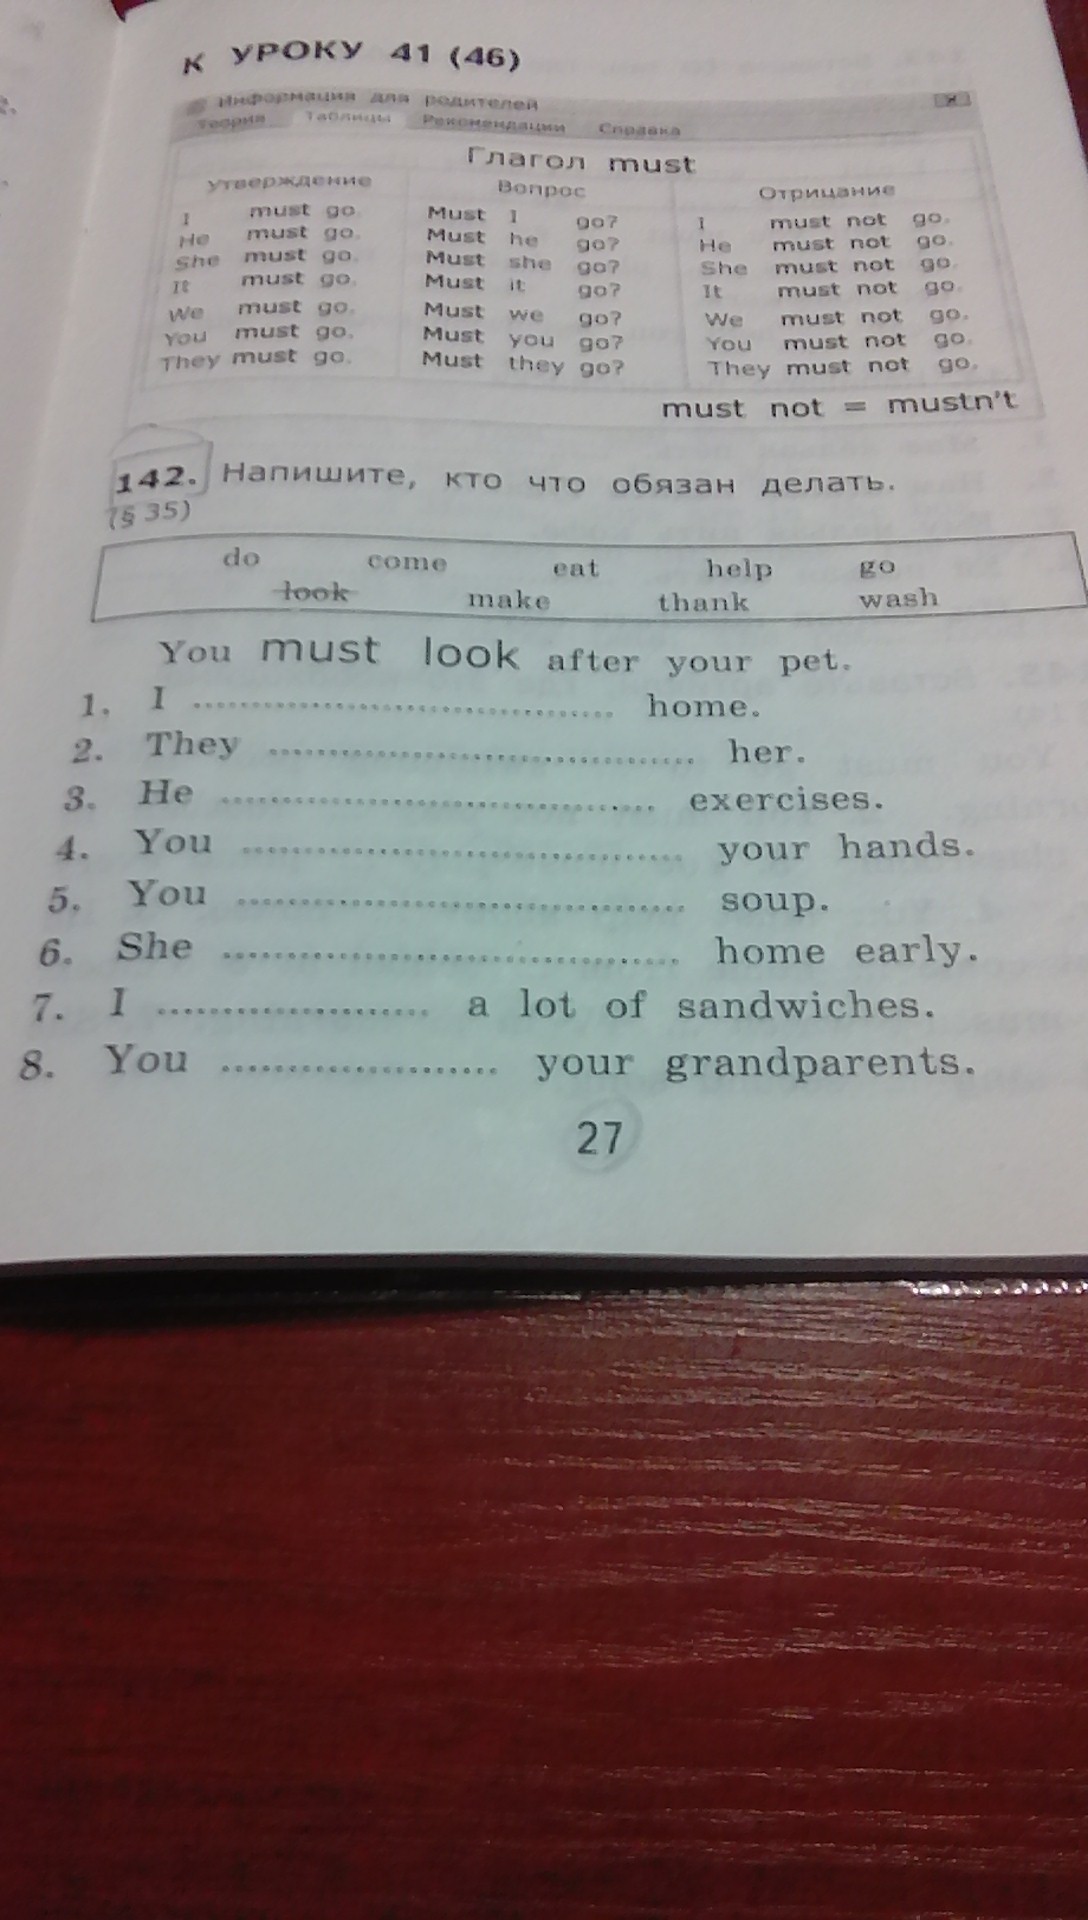 К УРОКУ 41 (46)
Информация для родителей
Теория Таблицы Рекомендации Справка
Глагол must
Утверждение Вопрос Отрицание
I must go. Must I go? I must not go.
He must go. Must he go? He must not go.
She must go. Must she go? She must not go.
It must go. Must it go? It must not go.
We must go. Must we go? We must not go.
You must go. Must you go? You must not go.
They must go. Must they go? They must not go.
must not = mustn't
142. Напишите, кто что обязан делать.
(§ 35)
do come eat help go
look make thank wash
You must look after your pet.
1. I .................... home.
2. They .................... her.
3. He .................... exercises.
4. You .................... your hands.
5. You .................... soup.
6. She .................... home early.
7. I .................... a lot of sandwiches.
8. You .................... your grandparents.
27